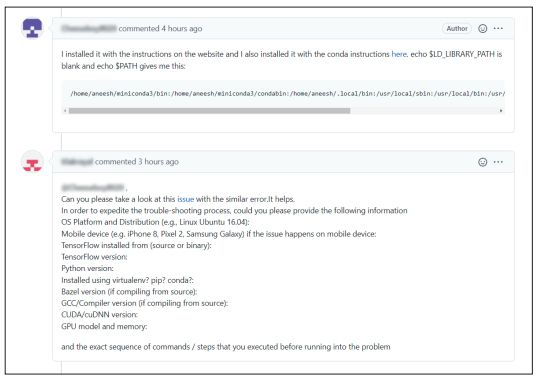 commented 4 hours ago
Author
I installed it with the instructions on the website and I also installed it with the conda instructions here. echo $LD_LIBRARY_PATH is
blank and echo $PATH gives me this:
/home/aneesh/miniconda3/bin:/home/aneesh/miniconda3/condabin:/home/aneesh/.local/bin:/usr/local/sbin:/usr/local/bin:/usr/
commented 3 hours ago
,
Can you please take a look at this issue with the similar error.It helps.
In order to expedite the trouble-shooting process, could you please provide the following information
OS Platform and Distribution (e.g., Linux Ubuntu 16.04):
Mobile device (e.g. iPhone 8, Pixel 2, Samsung Galaxy) if the issue happens on mobile device:
TensorFlow installed from (source or binary):
TensorFlow version:
Python version:
Installed using virtualenv? pip? conda?:
Bazel version (if compiling from source):
GCC/Compiler version (if compiling from source):
CUDA/cuDNN version:
GPU model and memory:
and the exact sequence of commands / steps that you executed before running into the problem